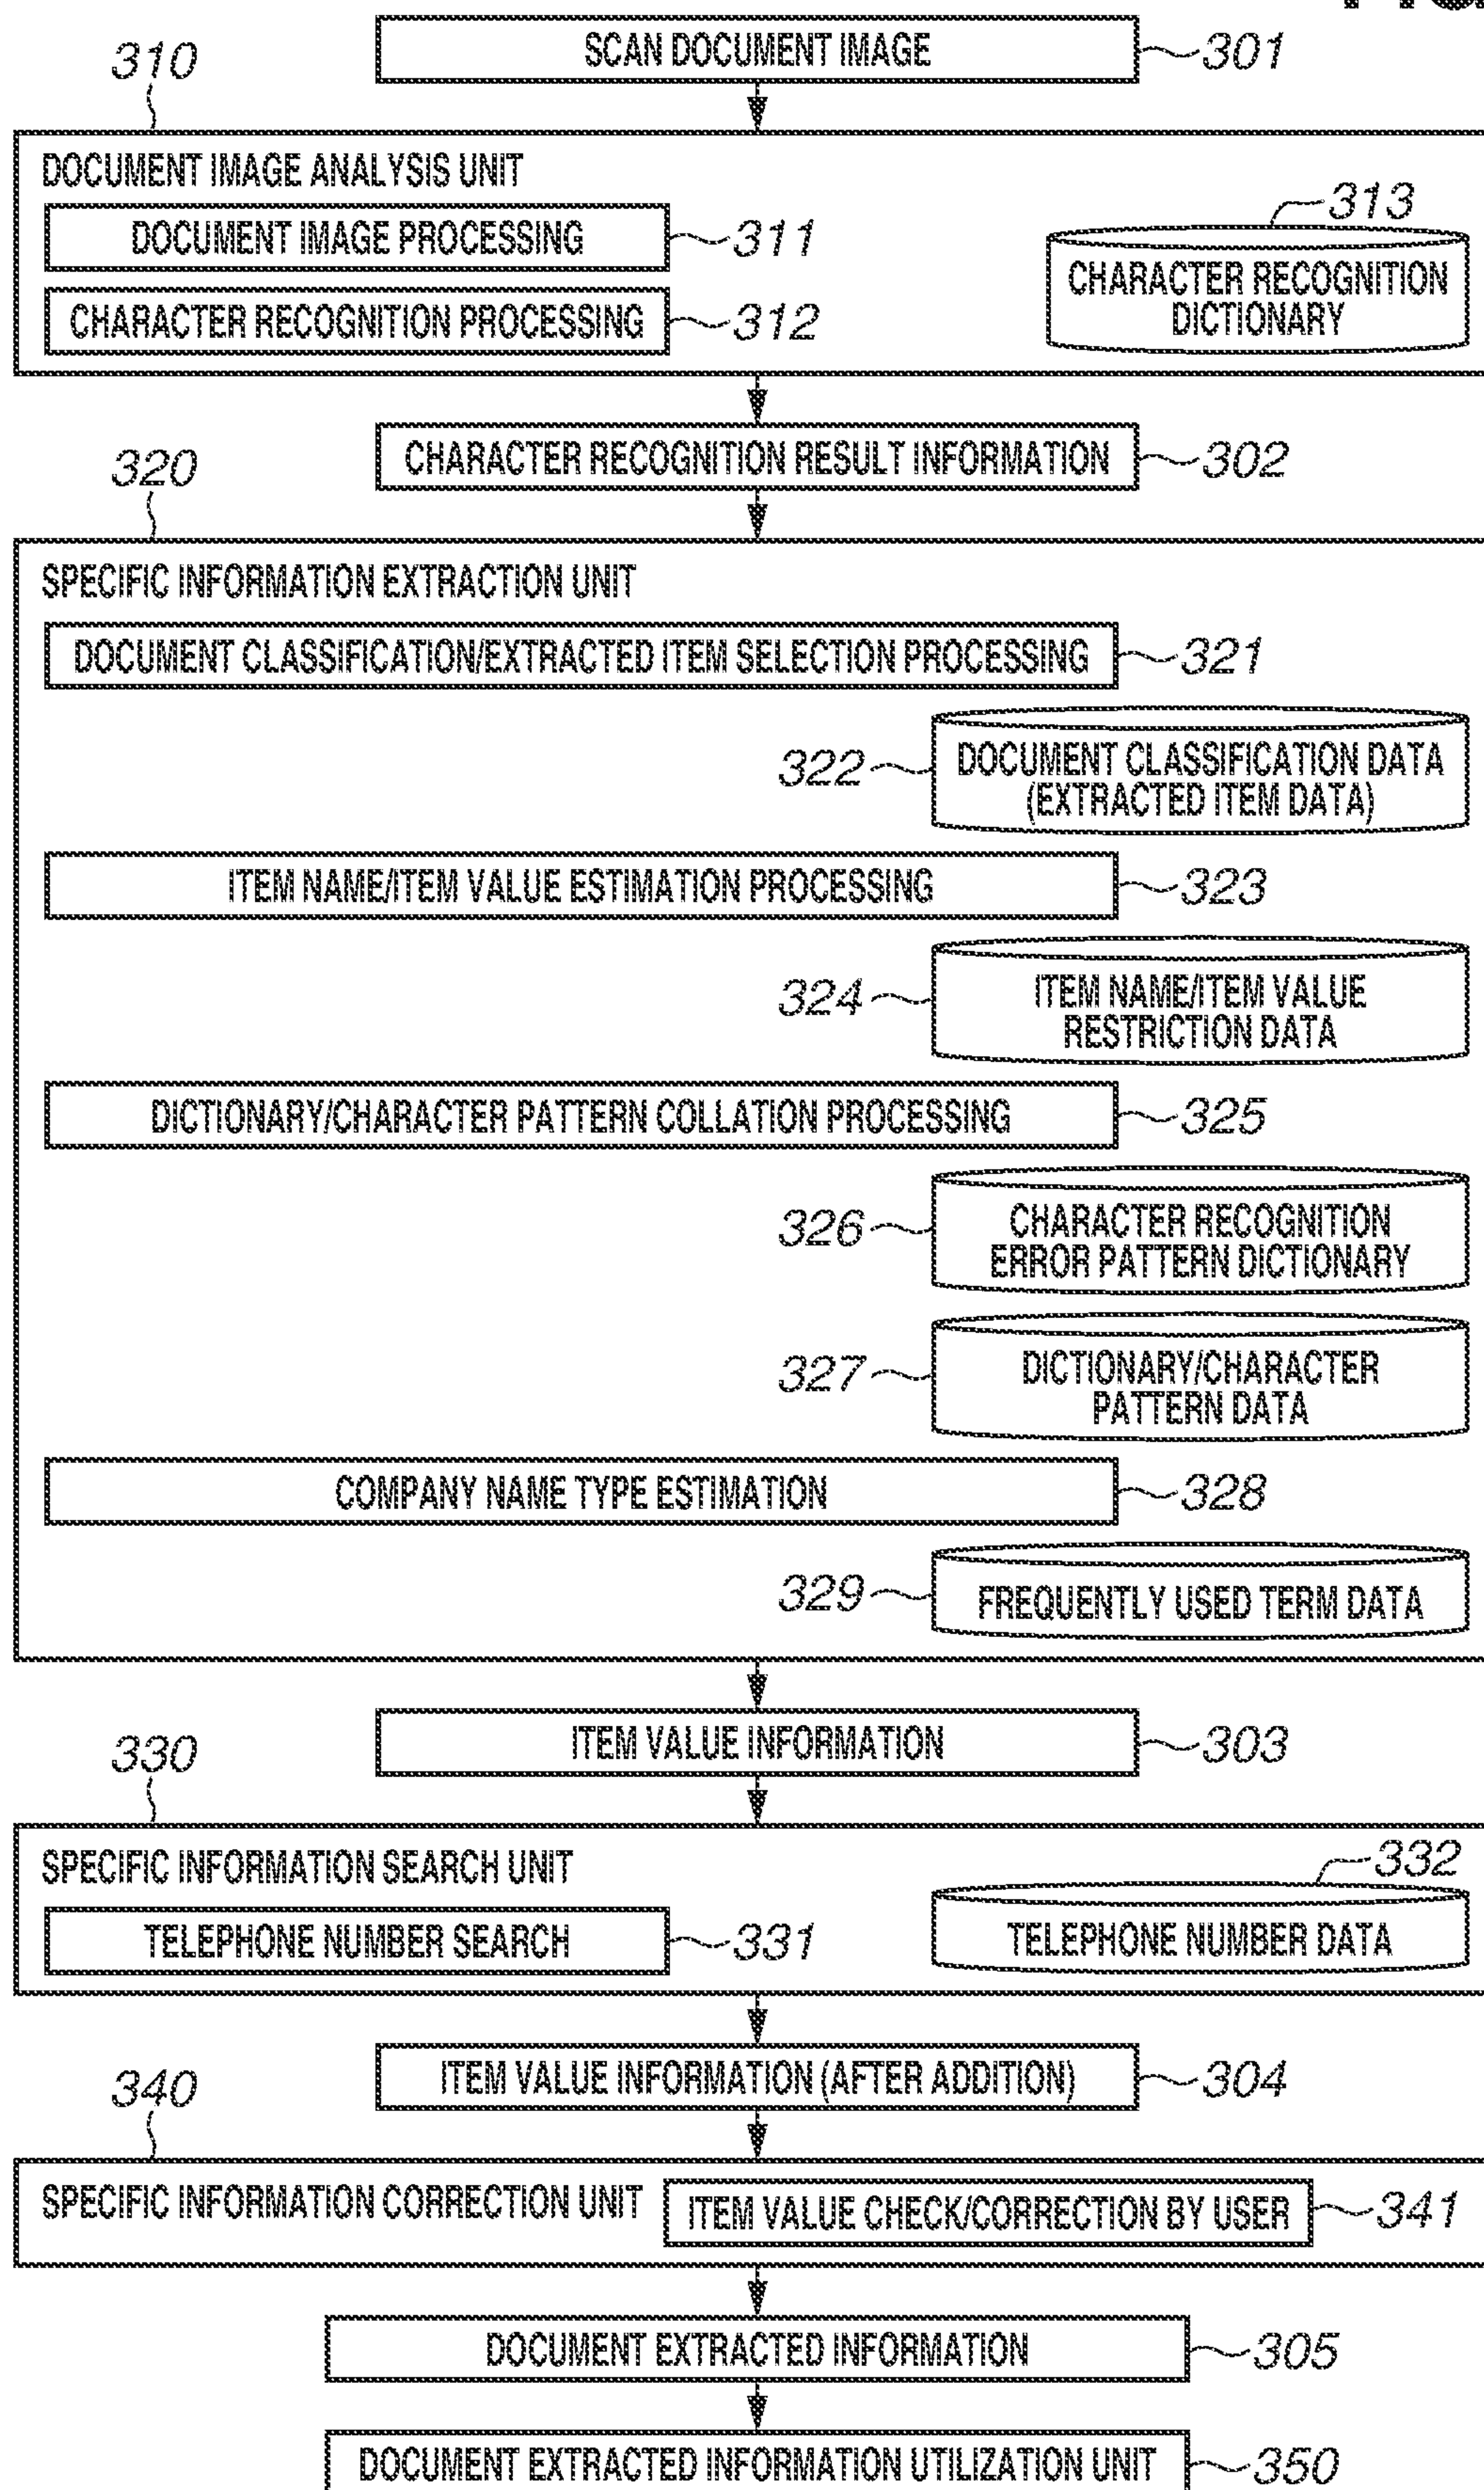 SCAN DOCUMENT IMAGE 301
310
DOCUMENT IMAGE ANALYSIS UNIT
313
DOCUMENT IMAGE PROCESSING 311
CHARACTER RECOGNITION
DICTIONARY
CHARACTER RECOGNITION PROCESSING 312
CHARACTER RECOGNITION RESULT INFORMATION 302
320
SPECIFIC INFORMATION EXTRACTION UNIT
DOCUMENT CLASSIFICATION/EXTRACTED ITEM SELECTION PROCESSING 321
322 DOCUMENT CLASSIFICATION DATA
(EXTRACTED ITEM DATA)
ITEM NAME/ITEM VALUE ESTIMATION PROCESSING 323
324 ITEM NAME/ITEM VALUE
RESTRICTION DATA
DICTIONARY/CHARACTER PATTERN COLLATION PROCESSING 325
326 CHARACTER RECOGNITION
ERROR PATTERN DICTIONARY
327 DICTIONARY/CHARACTER
PATTERN DATA
COMPANY NAME TYPE ESTIMATION 328
329 FREQUENTLY USED TERM DATA
ITEM VALUE INFORMATION 303
330
SPECIFIC INFORMATION SEARCH UNIT
332
TELEPHONE NUMBER SEARCH 331
TELEPHONE NUMBER DATA
ITEM VALUE INFORMATION (AFTER ADDITION) 304
340
SPECIFIC INFORMATION CORRECTION UNIT
ITEM VALUE CHECK/CORRECTION BY USER 341
DOCUMENT EXTRACTED INFORMATION 305
DOCUMENT EXTRACTED INFORMATION UTILIZATION UNIT 350